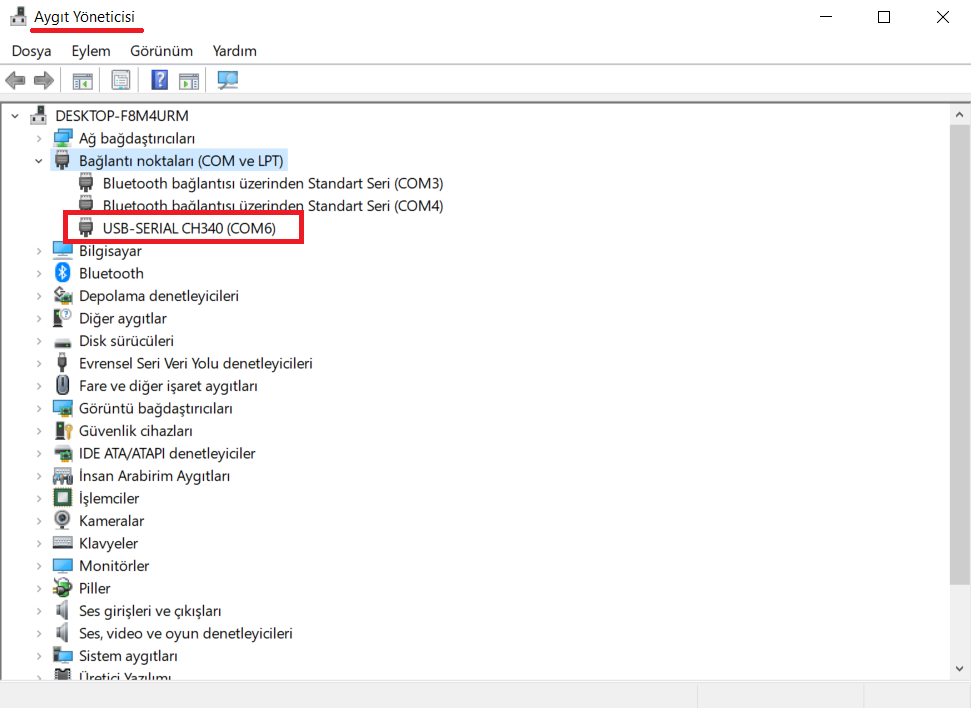 Aygıt Yöneticisi
Dosya Eylem Görünüm Yardım
DESKTOP-F8M4URM
Ağ bağdaştırıcıları
Bağlantı noktaları (COM ve LPT)
Bluetooth bağlantısı üzerinden Standart Seri (COM3)
Bluetooth bağlantısı üzerinden Standart Seri (COM4)
USB-SERIAL CH340 (COM6)
Bilgisayar
Bluetooth
Depolama denetleyicileri
Diğer aygıtlar
Disk sürücüleri
Evrensel Seri Veri Yolu denetleyicileri
Fare ve diğer işaret aygıtları
Görüntü bağdaştırıcıları
Güvenlik cihazları
IDE ATA/ATAPI denetleyiciler
İnsan Arabirim Aygıtları
İşlemciler
Kameralar
Klavyeler
Monitörler
Piller
Ses girişleri ve çıkışları
Ses, video ve oyun denetleyicileri
Sistem aygıtları
Üretici Yazılımı